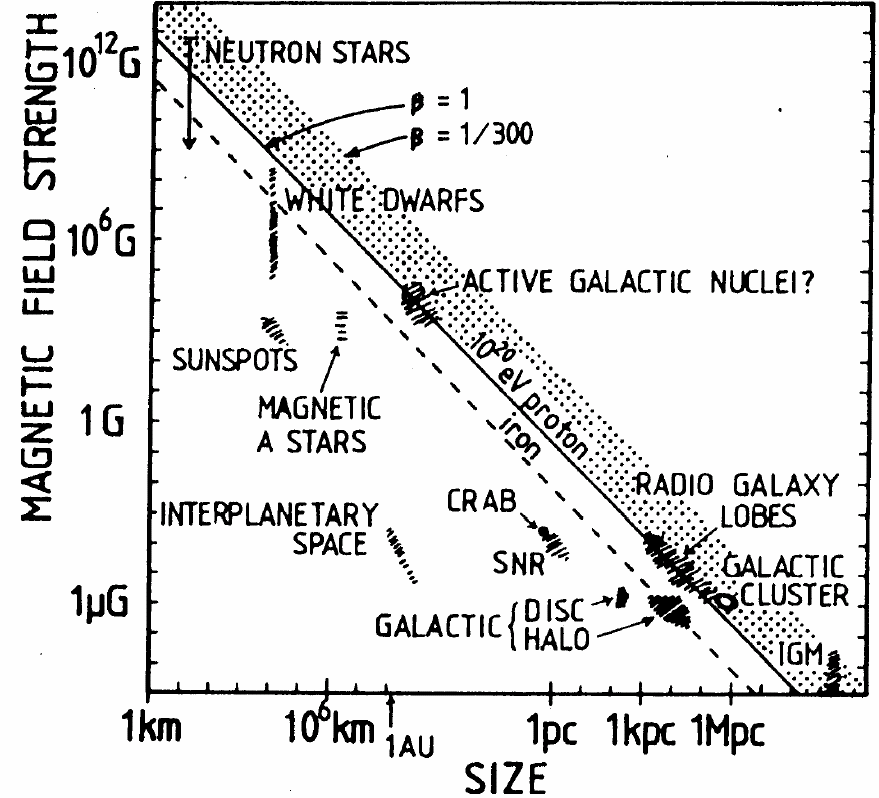 MAGNETIC FIELD STRENGTH
10¹²G
10⁶G
1G
1μG
NEUTRON STARS
β = 1
β = 1/300
WHITE DWARFS
ACTIVE GALACTIC NUCLEI?
SUNSPOTS
MAGNETIC
A STARS
10²⁰ eV proton
iron
RADIO GALAXY
LOBES
CRAB
INTERPLANETARY
SPACE
SNR
GALACTIC
CLUSTER
GALACTIC { DISC
HALO
IGM
1km
10⁶km
1AU
1pc
1kpc
1Mpc
SIZE